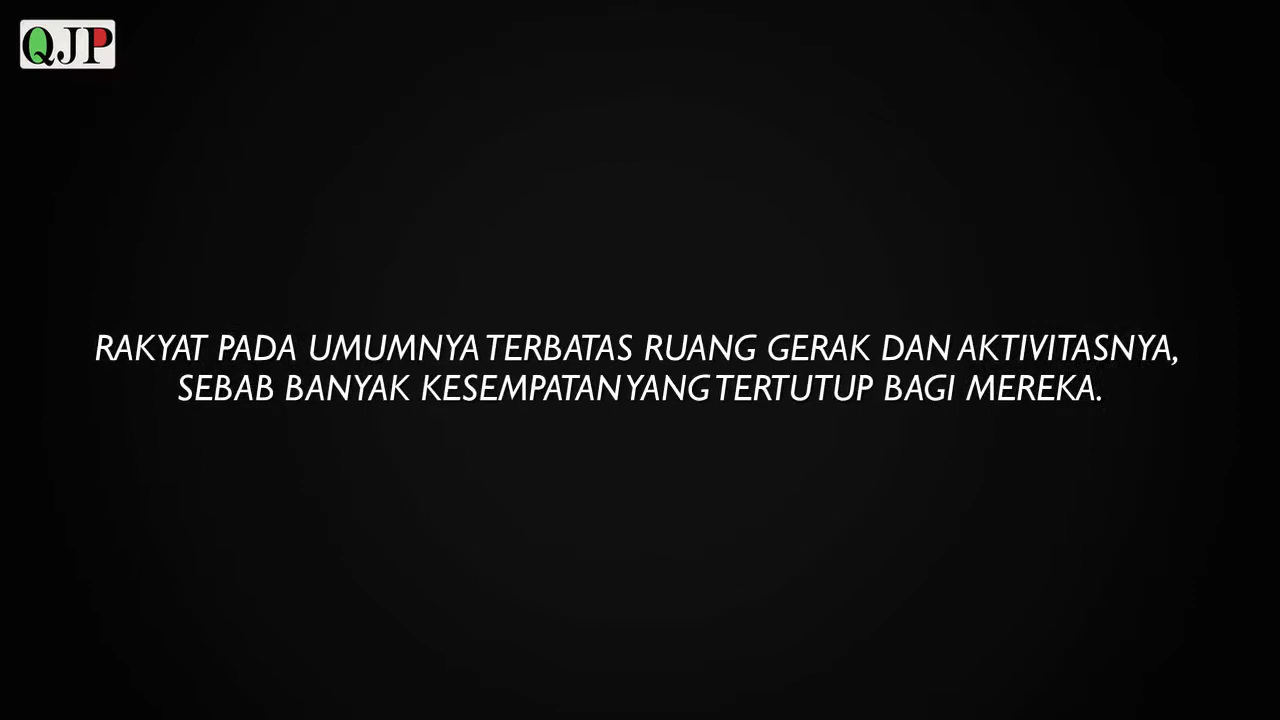 QJP
RAKYAT PADA UMUMNYA TERBATAS RUANG GERAK DAN AKTIVITASNYA,
SEBAB BANYAK KESEMPATAN YANG TERTUTUP BAGI MEREKA.